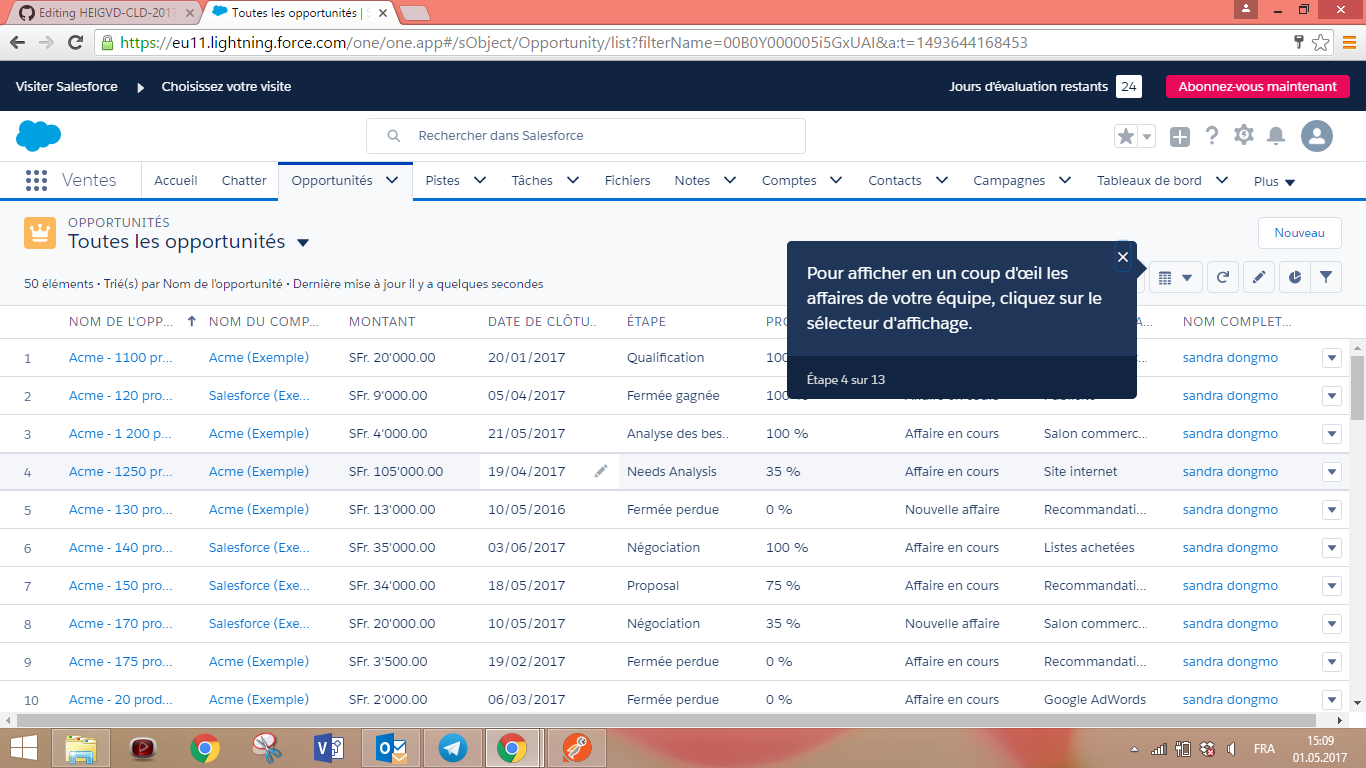 Editing HEIGVD-CLD-2017
Toutes les opportunités | S
https://eu11.lightning.force.com/one/one.app#/sObject/Opportunity/list?filterName=00B0Y000005i5GxUAI&a:t=1493644168453
Visiter Salesforce Choisissez votre visite Jours d'évaluation restants 24 Abonnez-vous maintenant
Rechercher dans Salesforce
Ventes Accueil Chatter Opportunités Pistes Tâches Fichiers Notes Comptes Contacts Campagnes Tableaux de bord Plus
OPPORTUNITÉS
Toutes les opportunités
Nouveau
50 éléments • Trié(s) par Nom de l'opportunité • Dernière mise à jour il y a quelques secondes
Pour afficher en un coup d'œil les
affaires de votre équipe, cliquez sur le
sélecteur d'affichage.
Étape 4 sur 13
NOM DE L'OPP... NOM DU COMP... MONTANT DATE DE CLÔTU.. ÉTAPE NOM COMPLET...
1 Acme - 1100 pr... Acme (Exemple) SFr. 20'000.00 20/01/2017 Qualification sandra dongmo
2 Acme - 120 pro... Salesforce (Exe... SFr. 9'000.00 05/04/2017 Fermée gagnée 100 % Affaire en cours Publicité sandra dongmo
3 Acme - 1 200 p... Acme (Exemple) SFr. 4'000.00 21/05/2017 Analyse des bes.. 100 % Affaire en cours Salon commerc... sandra dongmo
4 Acme - 1250 pr... Acme (Exemple) SFr. 105'000.00 19/04/2017 Needs Analysis 35 % Affaire en cours Site internet sandra dongmo
5 Acme - 130 pro... Acme (Exemple) SFr. 13'000.00 10/05/2016 Fermée perdue 0 % Nouvelle affaire Recommandati... sandra dongmo
6 Acme - 140 pro... Salesforce (Exe... SFr. 35'000.00 03/06/2017 Négociation 100 % Affaire en cours Listes achetées sandra dongmo
7 Acme - 150 pro... Salesforce (Exe... SFr. 34'000.00 18/05/2017 Proposal 75 % Affaire en cours Recommandati... sandra dongmo
8 Acme - 170 pro... Salesforce (Exe... SFr. 20'000.00 10/05/2017 Négociation 35 % Nouvelle affaire Salon commerc... sandra dongmo
9 Acme - 175 pro... Acme (Exemple) SFr. 3'500.00 19/02/2017 Fermée perdue 0 % Affaire en cours Recommandati... sandra dongmo
10 Acme - 20 prod... Acme (Exemple) SFr. 2'000.00 06/03/2017 Fermée perdue 0 % Affaire en cours Google AdWords sandra dongmo
FRA
15:09
01.05.2017